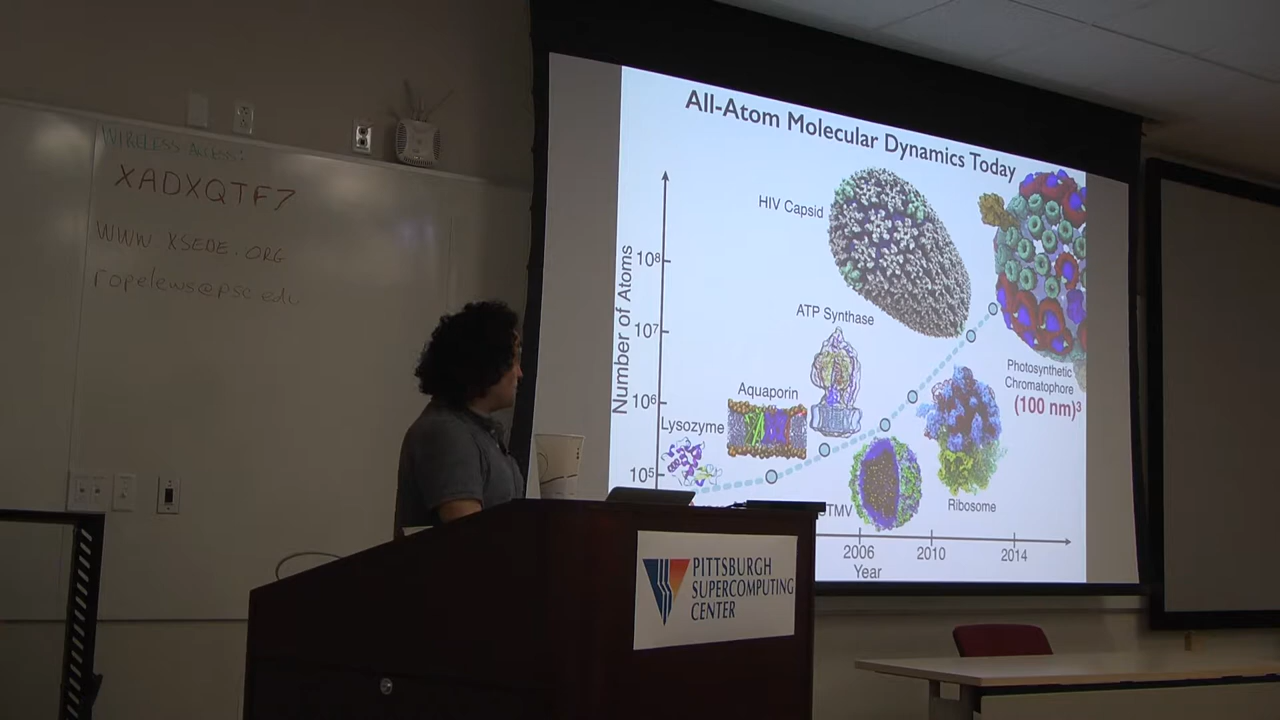 WIRELESS ACCESS:
XADXQTF7
WWW.XSEDE.ORG
ropelews@psc.edu
All-Atom Molecular Dynamics Today
Number of Atoms
10⁸
10⁷
10⁶
10⁵
HIV Capsid
ATP Synthase
Aquaporin
Lysozyme
STMV
Ribosome
Photosynthetic
Chromatophore
(100 nm)³
2006
2010
2014
Year
PITTSBURGH
SUPERCOMPUTING
CENTER